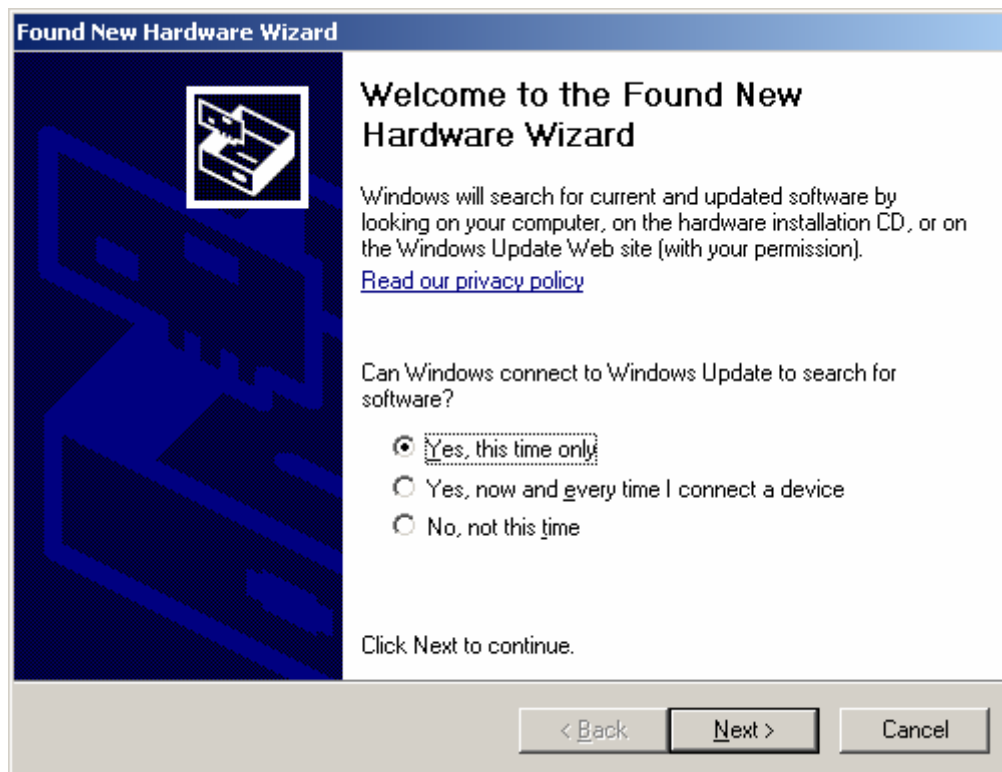 Found New Hardware Wizard
Welcome to the Found New
Hardware Wizard
Windows will search for current and updated software by
looking on your computer, on the hardware installation CD, or on
the Windows Update Web site (with your permission).
Read our privacy policy
Can Windows connect to Windows Update to search for
software?
Yes, this time only
Yes, now and every time I connect a device
No, not this time
Click Next to continue.
< Back
Next >
Cancel